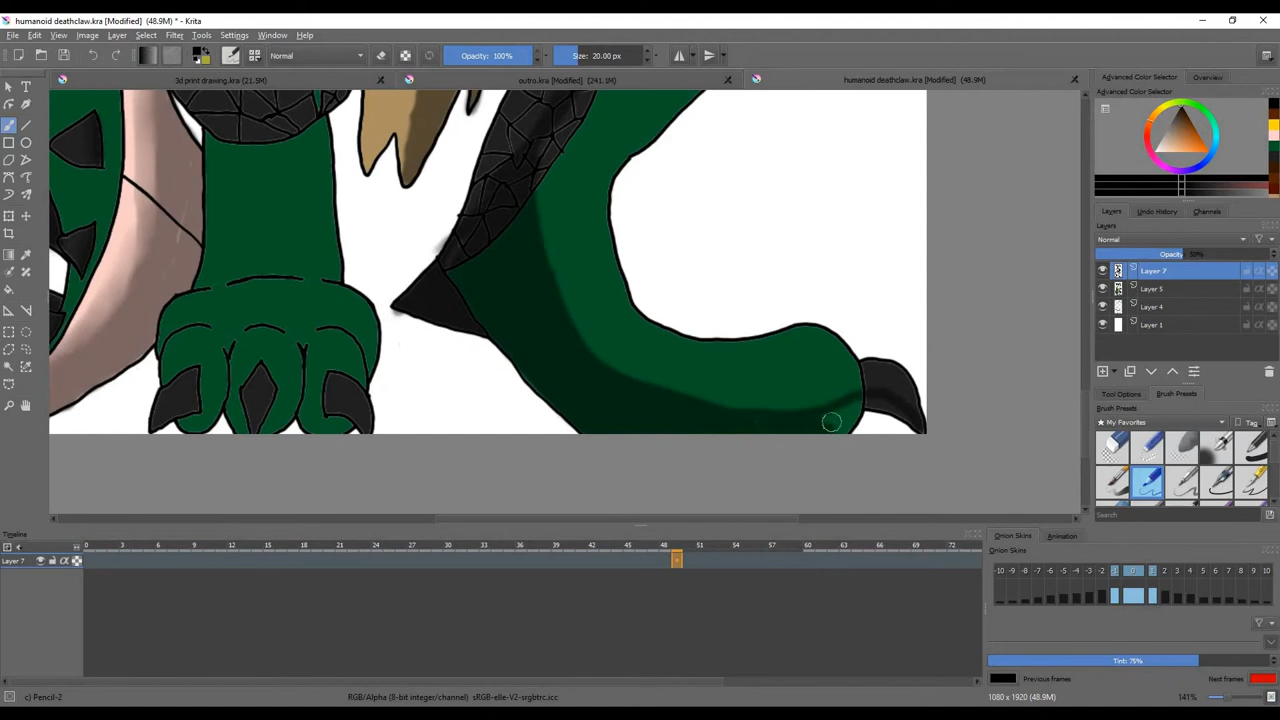 humanoid deathclaw.kra [Modified] (48.9M) * - Krita
File Edit View Image Layer Select Filter Tools Settings Window Help
Normal
Opacity: 100%
Size: 20.00 px
3d print drawing.kra (21.5M)
outro.kra [Modified] (241.1M)
humanoid deathclaw.kra [Modified] (48.9M)
Advanced Color Selector Overview
Advanced Color Selector
Layers Undo History Channels
Layers
Normal
Opacity 50%
Layer 7
Layer 5
Layer 4
Layer 1
Tool Options Brush Presets
Brush Presets
My Favorites Tag
Search
Timeline
0 3 6 9 12 15 18 21 24 27 30 33 36 39 42 45 48 51 54 57 60 63 66 69 72
Layer 7
Onion Skins Animation
Onion Skins
-10 -9 -8 -7 -6 -5 -4 -3 -2 -1 0 1 2 3 4 5 6 7 8 9 10
Tint: 75%
Previous frames Next frames
c) Pencil-2
RGB/Alpha (8-bit integer/channel) sRGB-elle-V2-srgbtrc.icc
1080 x 1920 (48.9M)
141%